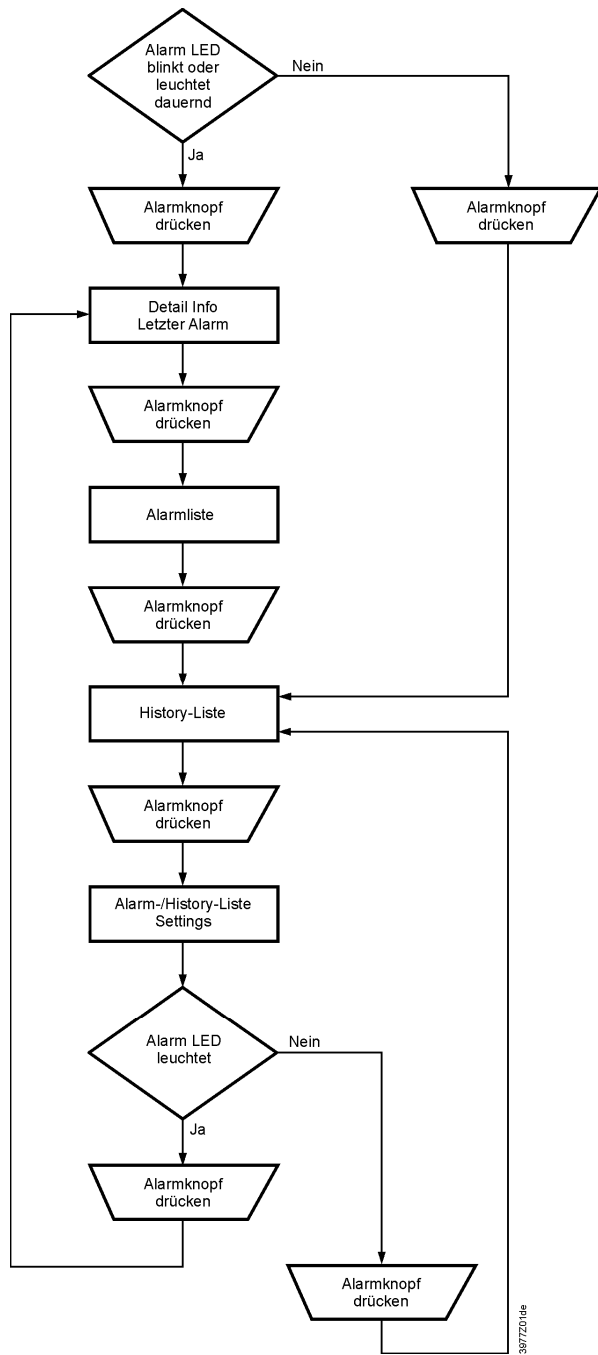 Alarm LED
blinkt oder
leuchtet
dauernd
Nein
Ja
Alarmknopf
drücken
Alarmknopf
drücken
Detail Info
Letzter Alarm
Alarmknopf
drücken
Alarmliste
Alarmknopf
drücken
History-Liste
Alarmknopf
drücken
Alarm-/History-Liste
Settings
Alarm LED
leuchtet
Nein
Ja
Alarmknopf
drücken
Alarmknopf
drücken
3977Z01de